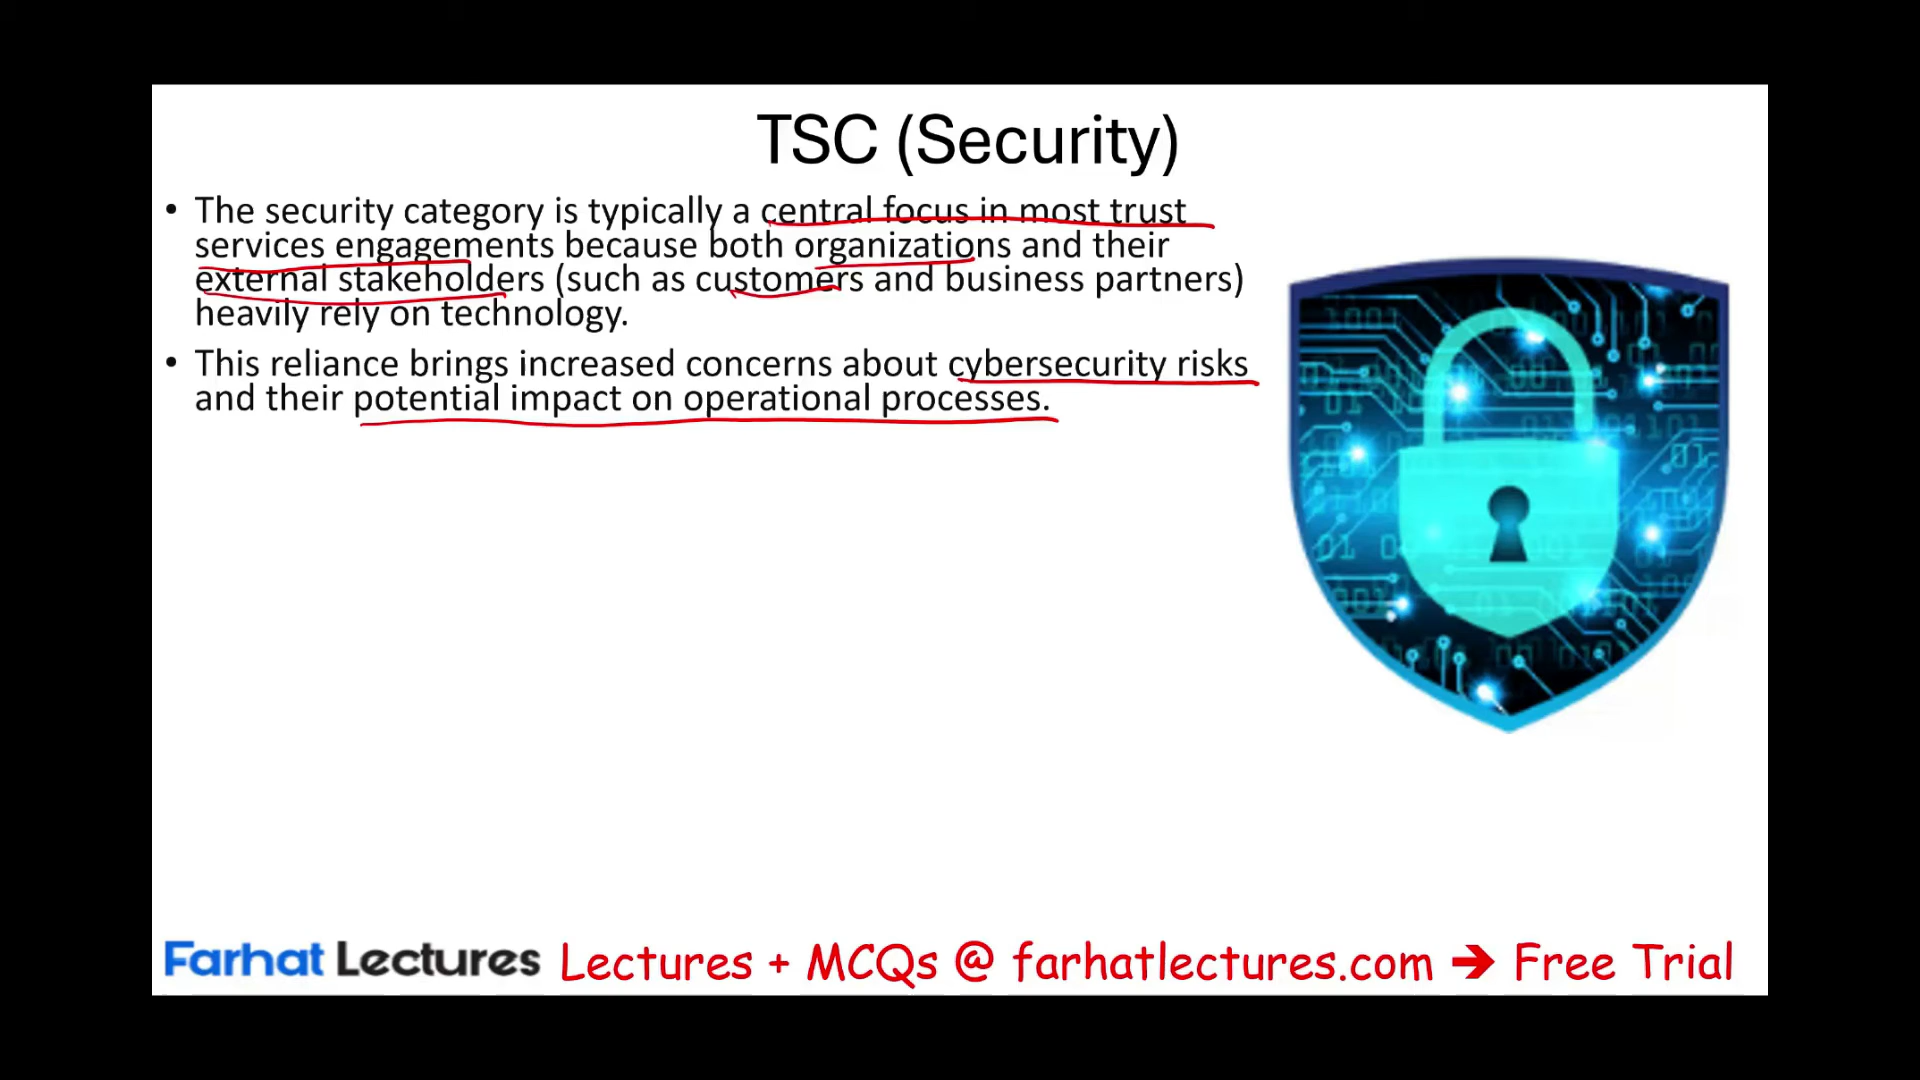 TSC (Security)
• The security category is typically a central focus in most trust
services engagements because both organizations and their
external stakeholders (such as customers and business partners)
heavily rely on technology.
• This reliance brings increased concerns about cybersecurity risks
and their potential impact on operational processes.
Farhat Lectures Lectures + MCQs @ farhatlectures.com → Free Trial